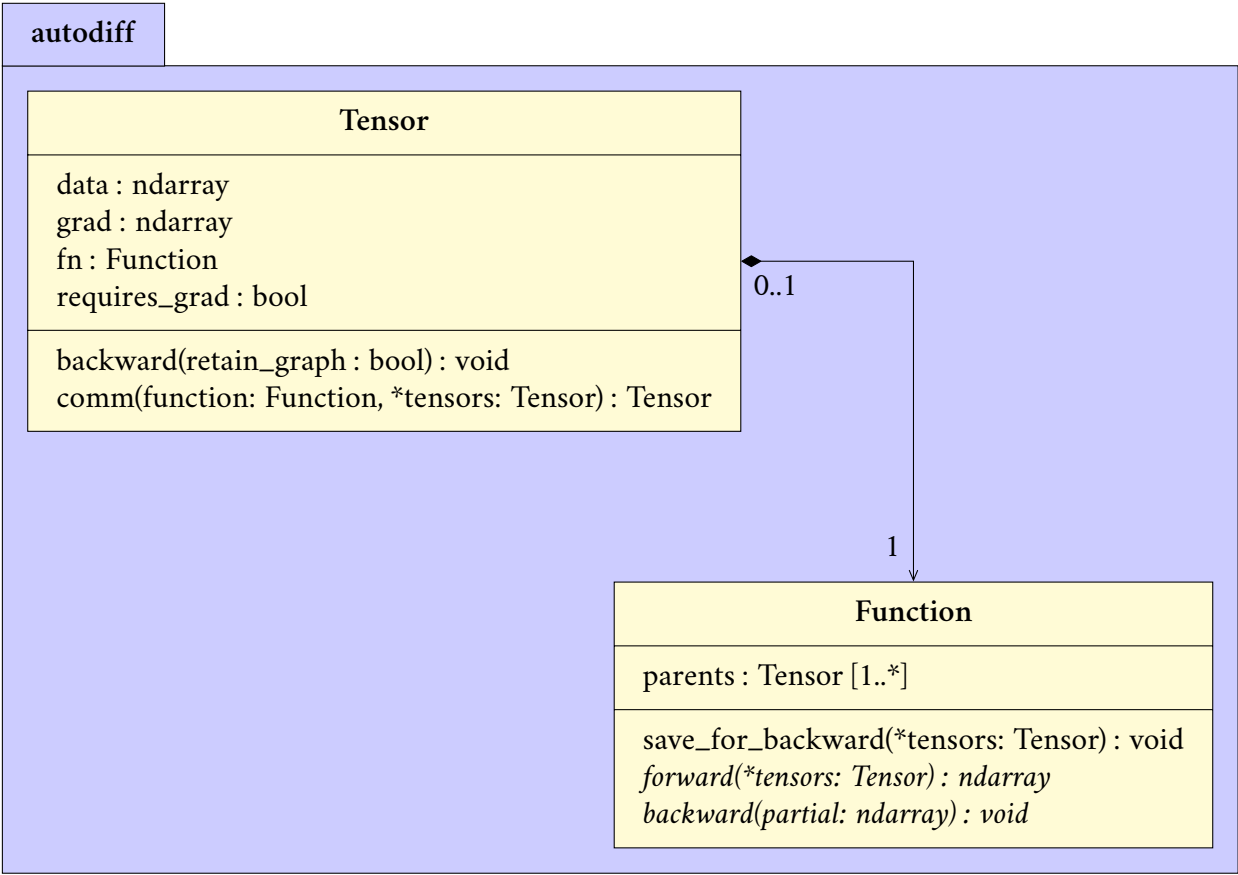 autodiff
Tensor
data : ndarray
grad : ndarray
fn : Function
requires_grad : bool
backward(retain_graph : bool) : void
comm(function: Function, *tensors: Tensor) : Tensor
0..1
1
Function
parents : Tensor [1..*]
save_for_backward(*tensors: Tensor) : void
forward(*tensors: Tensor) : ndarray
backward(partial: ndarray) : void